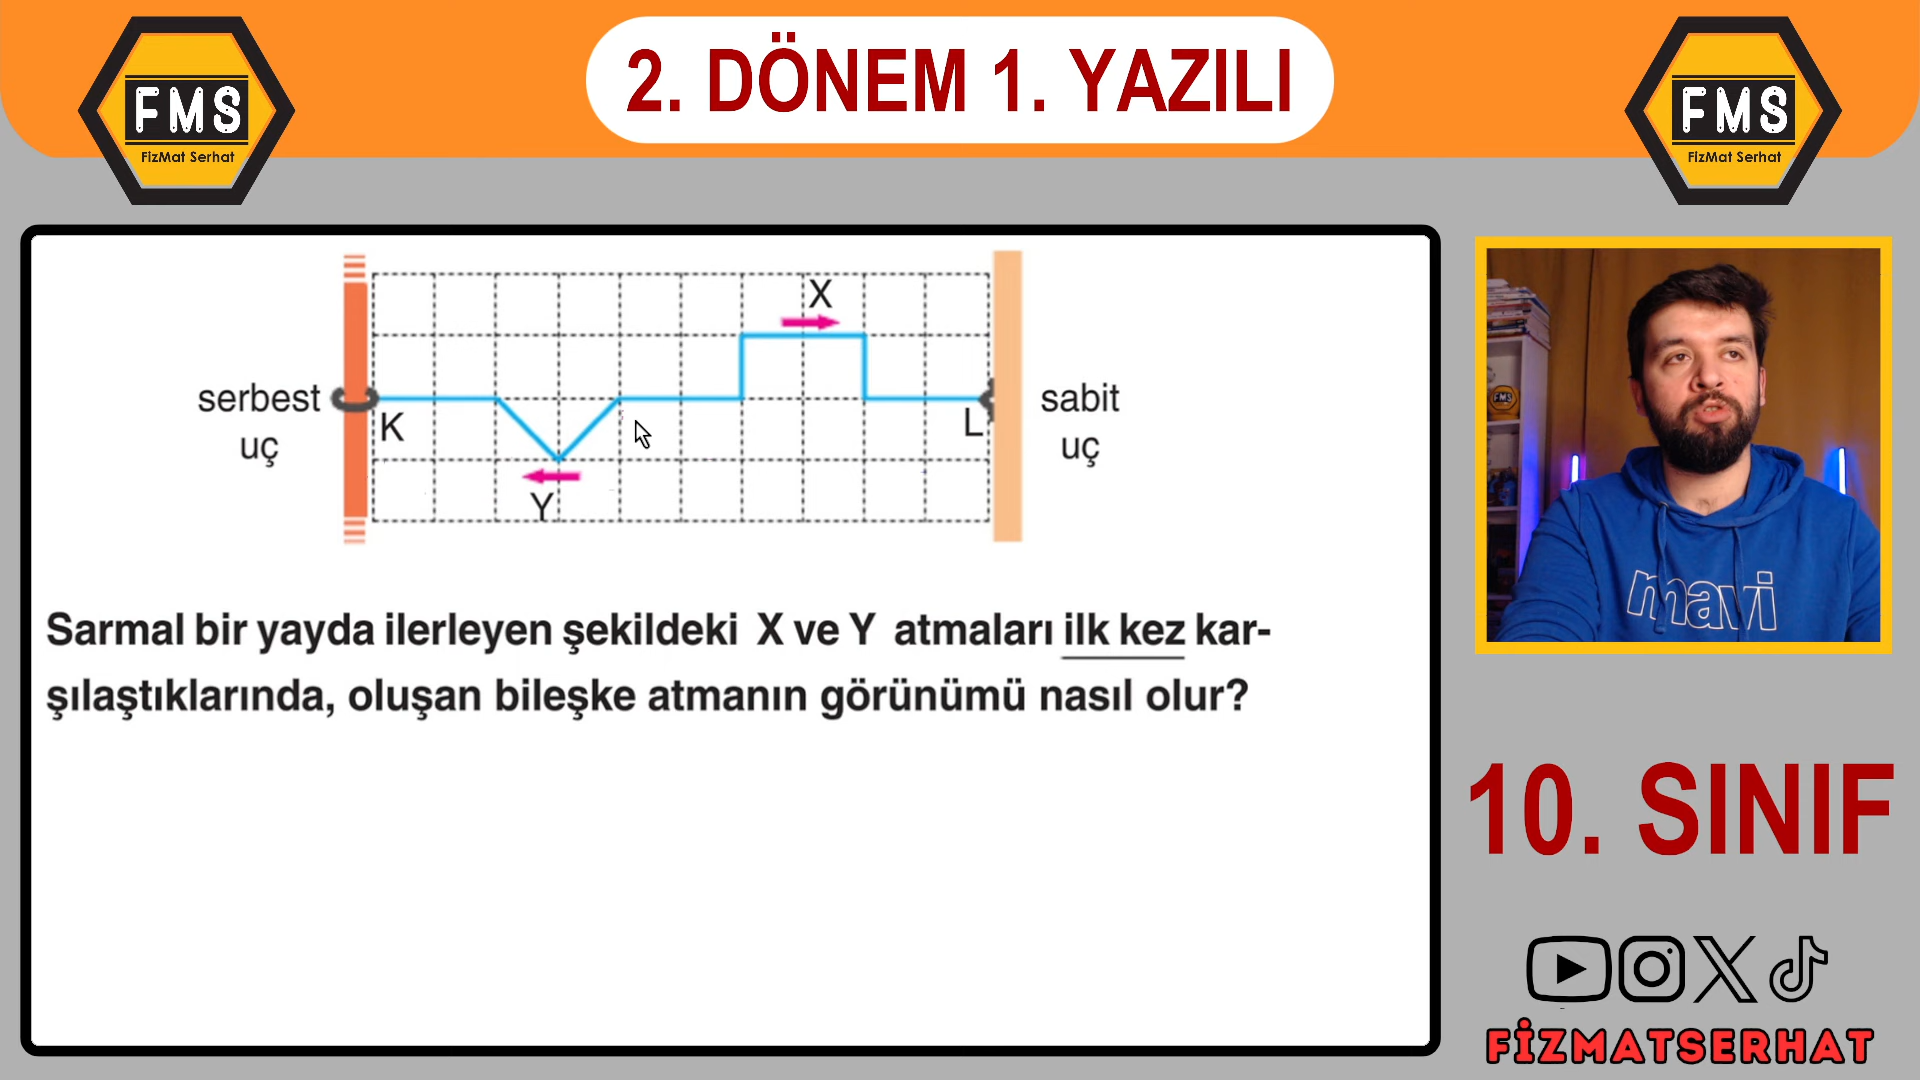 2. DÖNEM 1. YAZILI
FMS
FizMat Serhat
FMS
FizMat Serhat
X
serbest
uç
K
L
sabit
uç
Y
Sarmal bir yayda ilerleyen şekildeki X ve Y atmaları ilk kez kar-
şılaştıklarında, oluşan bileşke atmanın görünümü nasıl olur?
FMS
mavi
10. SINIF
FİZMATSERHAT